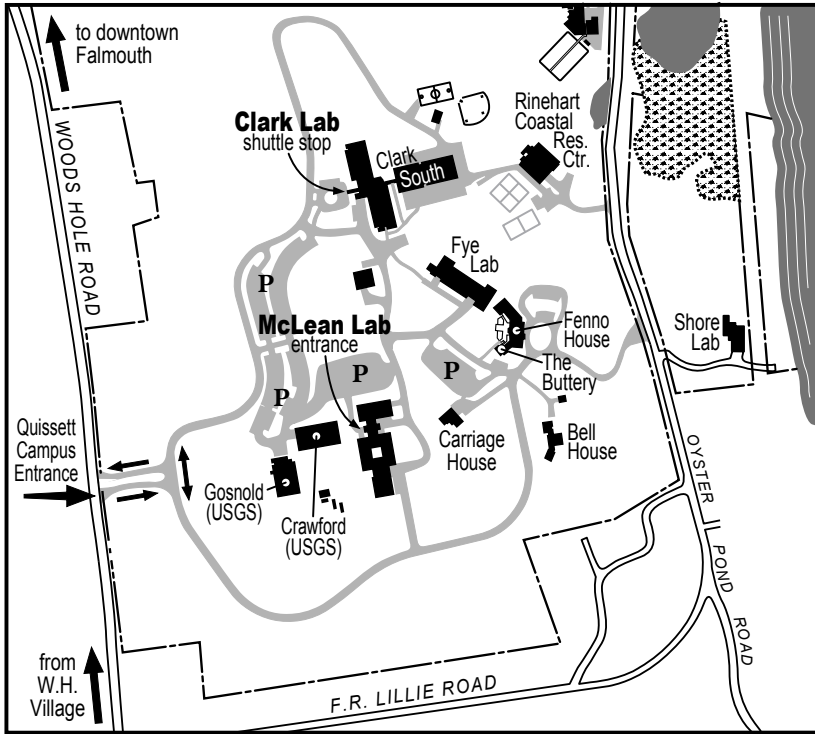 to downtown
Falmouth
WOODS HOLE ROAD
Clark Lab
shuttle stop
Clark
South
Rinehart
Coastal
Res.
Ctr.
Fye
Lab
P
McLean Lab
entrance
P
P
P
Fenno
House
The
Buttery
Shore
Lab
Quissett
Campus
Entrance
Carriage
House
Bell
House
Gosnold
(USGS)
Crawford
(USGS)
OYSTER
POND
ROAD
from
W.H.
Village
F.R. LILLIE ROAD